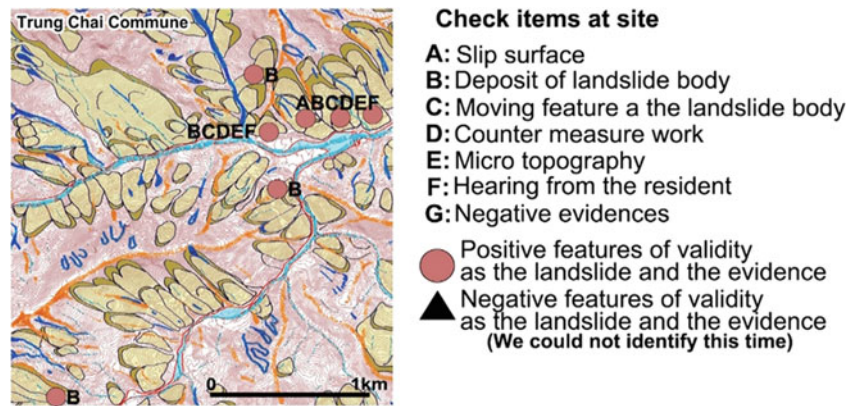 Trung Chai Commune
B
ABCDEF
BCDEF
B
B
0 1km
Check items at site
A: Slip surface
B: Deposit of landslide body
C: Moving feature a the landslide body
D: Counter measure work
E: Micro topography
F: Hearing from the resident
G: Negative evidences
Positive features of validity
as the landslide and the evidence
Negative features of validity
as the landslide and the evidence
(We could not identify this time)